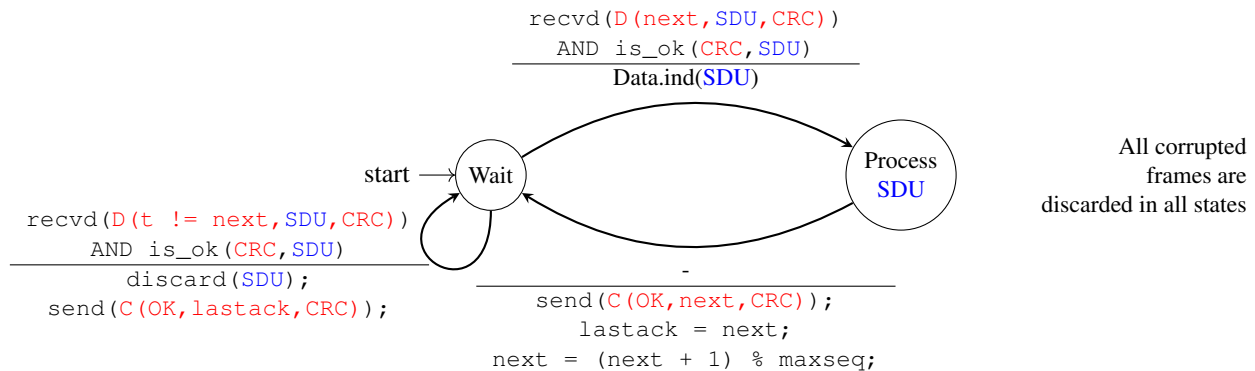 recvd(D(next,SDU,CRC))
AND is_ok(CRC,SDU)
Data.ind(SDU)
start
Wait
Process
SDU
All corrupted
frames are
discarded in all states
recvd(D(t != next,SDU,CRC))
AND is_ok(CRC,SDU)
discard(SDU);
send(C(OK,lastack,CRC));
-
send(C(OK,next,CRC));
lastack = next;
next = (next + 1) % maxseq;